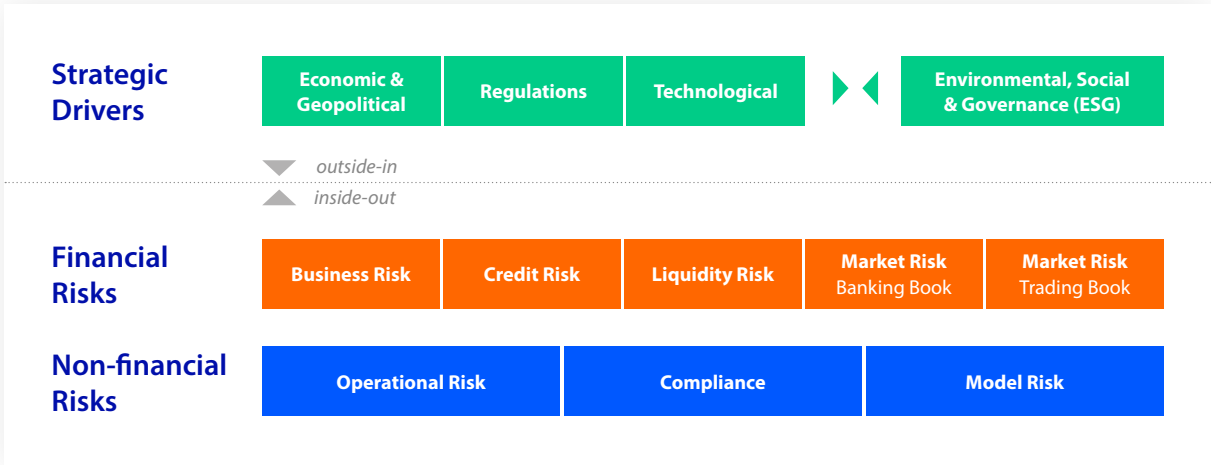 Strategic
Drivers
Economic &
Geopolitical
Regulations
Technological
Environmental, Social
& Governance (ESG)
outside-in
inside-out
Financial
Risks
Business Risk
Credit Risk
Liquidity Risk
Market Risk
Banking Book
Market Risk
Trading Book
Non-financial
Risks
Operational Risk
Compliance
Model Risk